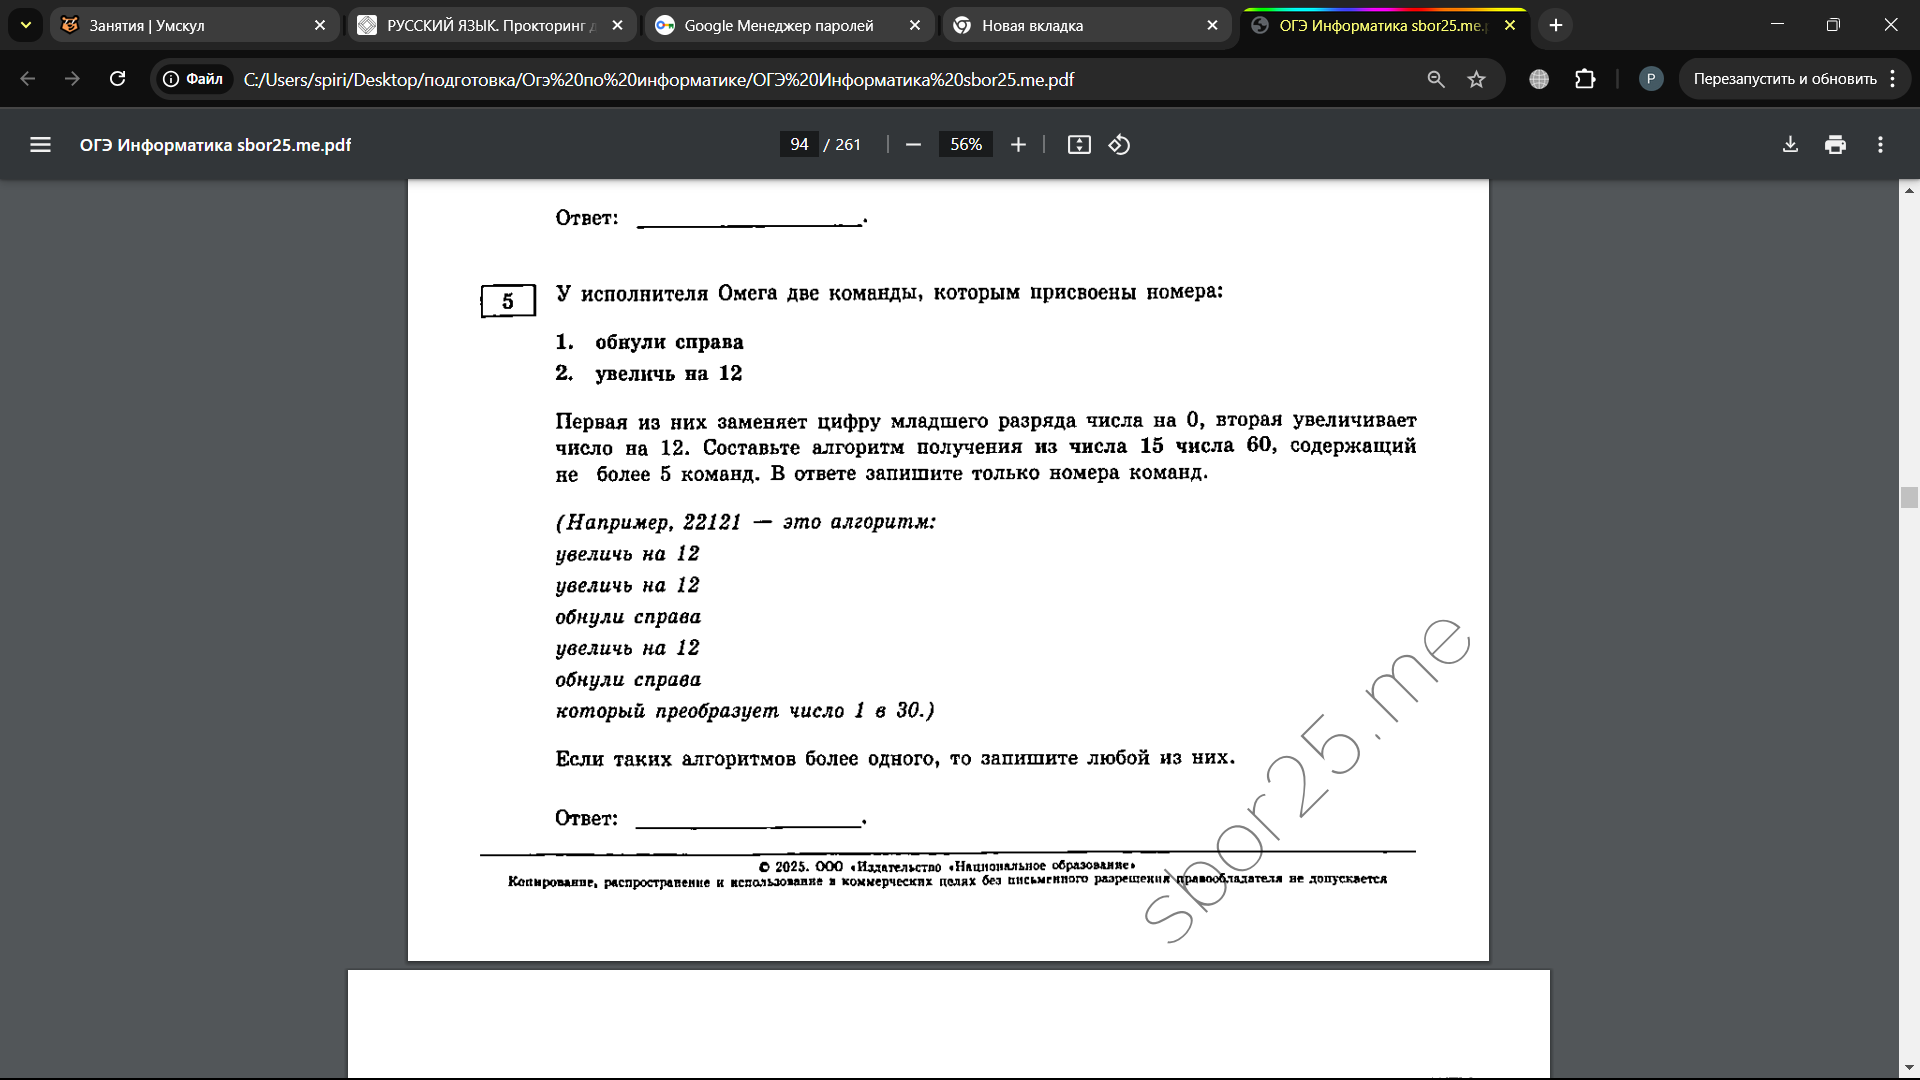 Занятия | Умскул
РУССКИЙ ЯЗЫК. Прокторинг д
Google Менеджер паролей
Новая вкладка
ОГЭ Информатика sbor25.me.p
Файл
C:/Users/spiri/Desktop/подготовка/Огэ%20по%20информатике/ОГЭ%20Информатика%20sbor25.me.pdf
P
Перезапустить и обновить
ОГЭ Информатика sbor25.me.pdf
94 / 261
56%
Ответ: .
5
У исполнителя Омега две команды, которым присвоены номера:
1. обнули справа
2. увеличь на 12
Первая из них заменяет цифру младшего разряда числа на 0, вторая увеличивает
число на 12. Составьте алгоритм получения из числа 15 числа 60, содержащий
не более 5 команд. В ответе запишите только номера команд.
(Например, 22121 — это алгоритм:
увеличь на 12
увеличь на 12
обнули справа
увеличь на 12
обнули справа
который преобразует число 1 в 30.)
Если таких алгоритмов более одного, то запишите любой из них.
Ответ: .
© 2025. ООО «Издательство «Национальное образование»
Копирование, распространение и использование в коммерческих целях без письменного разрешения правообладателя не допускается
sbor25.me